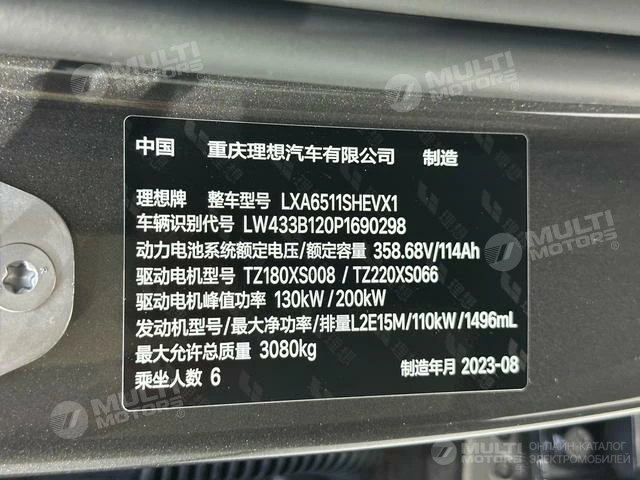 MULTI MOTORS
MULTI MOTORS
中国 重庆理想汽车有限公司 制造
理想牌 整车型号 LXA6511SHEVX1
车辆识别代号 LW433B120P1690298
动力电池系统额定电压/额定容量 358.68V/114Ah
驱动电机型号 TZ180XS008 / TZ220XS066
驱动电机峰值功率 130kW / 200kW
发动机型号/最大净功率/排量L2E15M/110kW/1496mL
最大允许总质量 3080kg
乘坐人数 6 制造年月 2023-08
MULTI MOTORS
MULTI MOTORS
ОНЛАЙН-КАТАЛОГ
ЭЛЕКТРОМОБИЛЕЙ